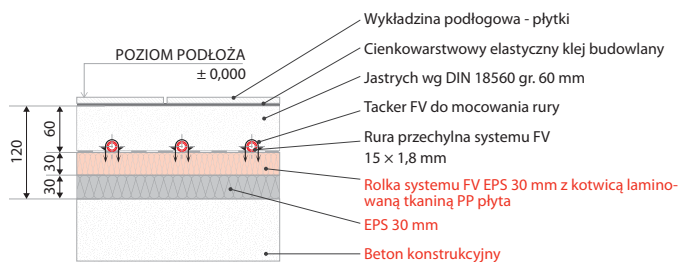 Wykładzina podłogowa - płytki
POZIOM PODŁOŻA
± 0,000
Cienkowarstwowy elastyczny klej budowlany
Jastrych wg DIN 18560 gr. 60 mm
Tacker FV do mocowania rury
Rura przechylna systemu FV
15 × 1,8 mm
Rolka systemu FV EPS 30 mm z kotwicą lamino-
waną tkaniną PP płyta
EPS 30 mm
Beton konstrukcyjny
120
60
30
30